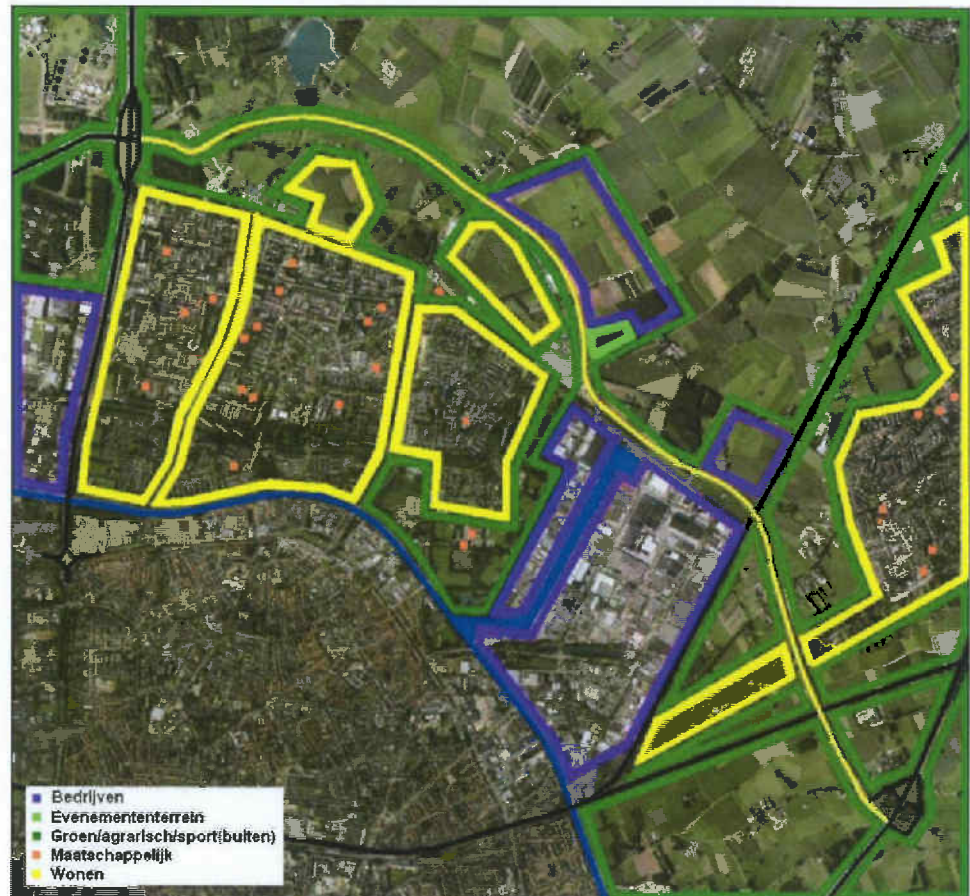 Bedrijven
Evenemententerrein
Groen/agrarisch/sport(buiten)
Maatschappelijk
Wonen